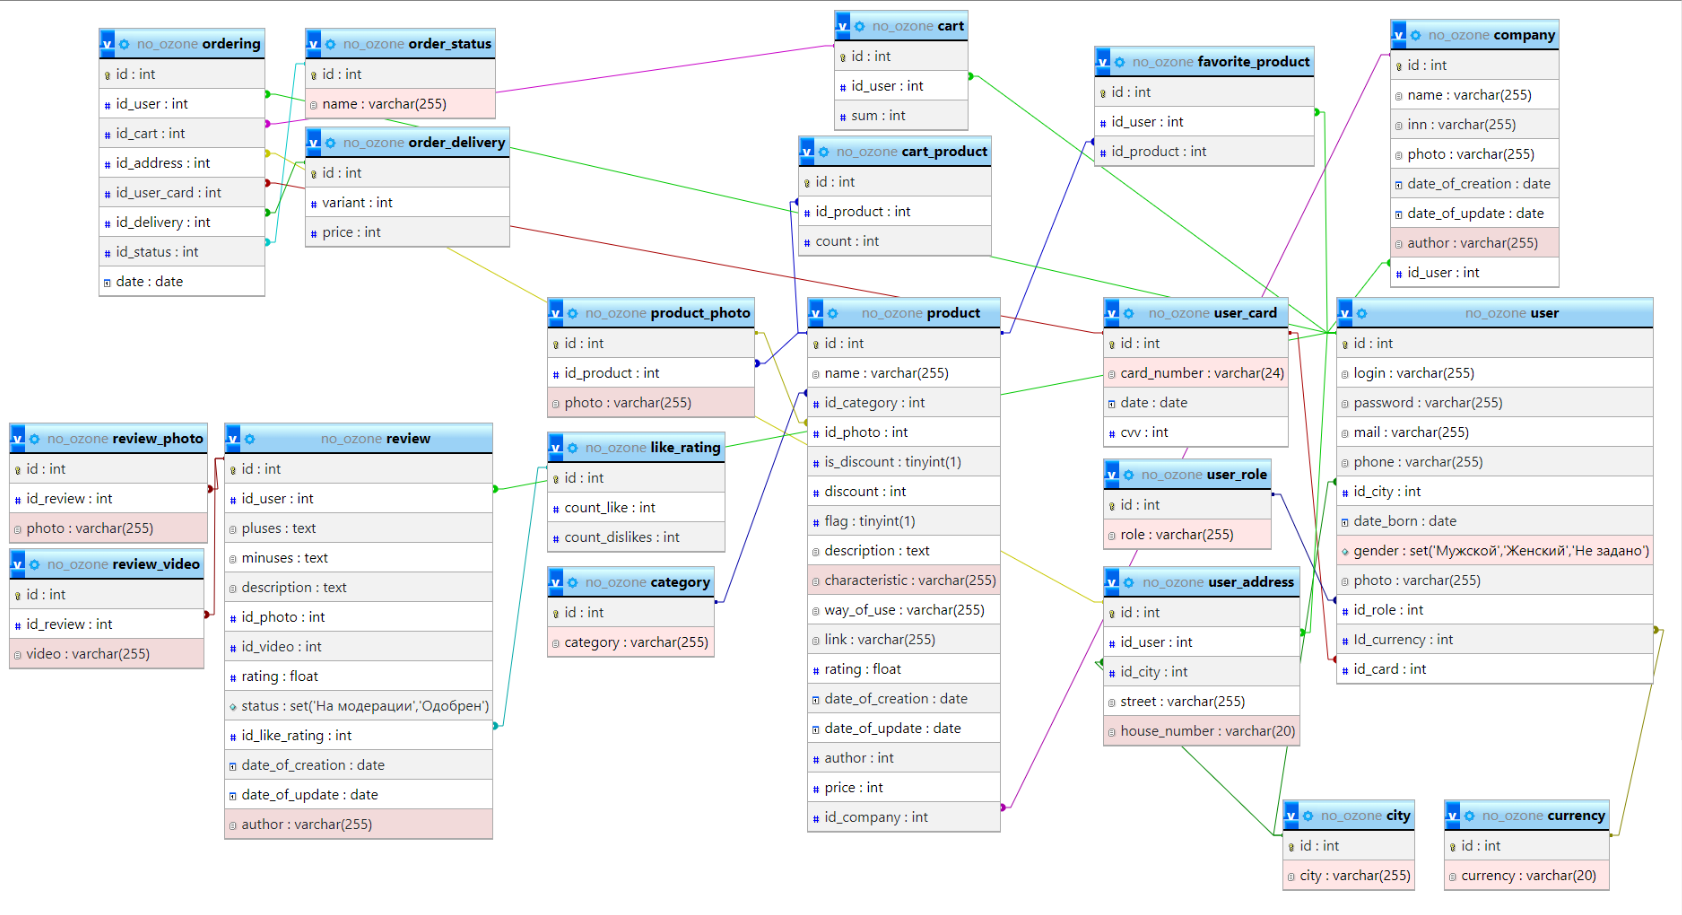 no_ozone ordering
id : int
id_user : int
id_cart : int
id_address : int
id_user_card : int
id_delivery : int
id_status : int
date : date
no_ozone order_status
id : int
name : varchar(255)
no_ozone order_delivery
id : int
variant : int
price : int
no_ozone cart
id : int
id_user : int
sum : int
no_ozone cart_product
id : int
id_product : int
count : int
no_ozone favorite_product
id : int
id_user : int
id_product : int
no_ozone company
id : int
name : varchar(255)
inn : varchar(255)
photo : varchar(255)
date_of_creation : date
date_of_update : date
author : varchar(255)
id_user : int
no_ozone product_photo
id : int
id_product : int
photo : varchar(255)
no_ozone product
id : int
name : varchar(255)
id_category : int
id_photo : int
is_discount : tinyint(1)
discount : int
flag : tinyint(1)
description : text
characteristic : varchar(255)
way_of_use : varchar(255)
link : varchar(255)
rating : float
date_of_creation : date
date_of_update : date
author : int
price : int
id_company : int
no_ozone user_card
id : int
card_number : varchar(24)
date : date
cvv : int
no_ozone user
id : int
login : varchar(255)
password : varchar(255)
mail : varchar(255)
phone : varchar(255)
id_city : int
date_born : date
gender : set('Мужской','Женский','Не задано')
photo : varchar(255)
id_role : int
Id_currency : int
id_card : int
no_ozone review_photo
id : int
id_review : int
photo : varchar(255)
no_ozone review_video
id : int
id_review : int
video : varchar(255)
no_ozone review
id : int
id_user : int
pluses : text
minuses : text
description : text
id_photo : int
id_video : int
rating : float
status : set('На модерации','Одобрен')
id_like_rating : int
date_of_creation : date
date_of_update : date
author : varchar(255)
no_ozone like_rating
id : int
count_like : int
count_dislikes : int
no_ozone category
id : int
category : varchar(255)
no_ozone user_role
id : int
role : varchar(255)
no_ozone user_address
id : int
id_user : int
id_city : int
street : varchar(255)
house_number : varchar(20)
no_ozone city
id : int
city : varchar(255)
no_ozone currency
id : int
currency : varchar(20)